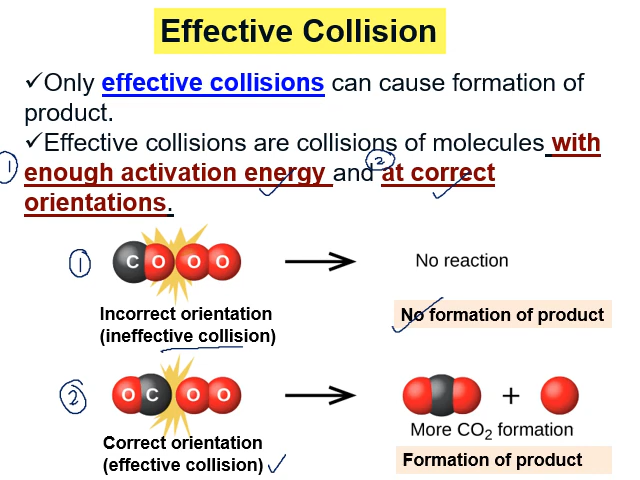 Effective Collision
✓Only effective collisions can cause formation of
product.
✓Effective collisions are collisions of molecules with
1 enough activation energy and 2 at correct
orientations.
1 C O O O → No reaction
Incorrect orientation
(ineffective collision)
No formation of product
2 O C O O → +
More CO₂ formation
Correct orientation
(effective collision) ✓
Formation of product